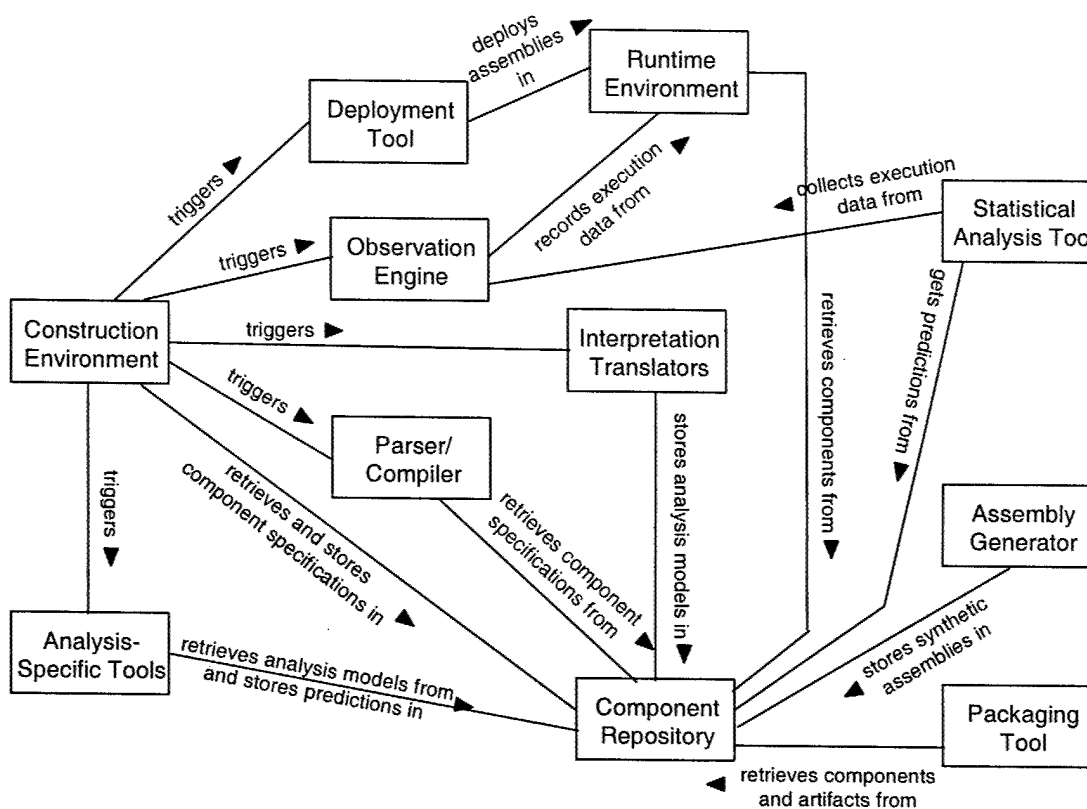 deploys
assemblies
in
Runtime
Environment
Deployment
Tool
triggers
records execution
data from
collects execution
data from
Statistical
Analysis Tool
triggers
Observation
Engine
gets predictions from
Construction
Environment
triggers
Interpretation
Translators
retrieves components from
triggers
Parser/
Compiler
stores analysis models in
triggers
retrieves and stores
component specifications in
retrieves component
specifications from
Assembly
Generator
Analysis-
Specific Tools
retrieves analysis models from
and stores predictions in
stores synthetic
assemblies in
Component
Repository
Packaging
Tool
retrieves components
and artifacts from